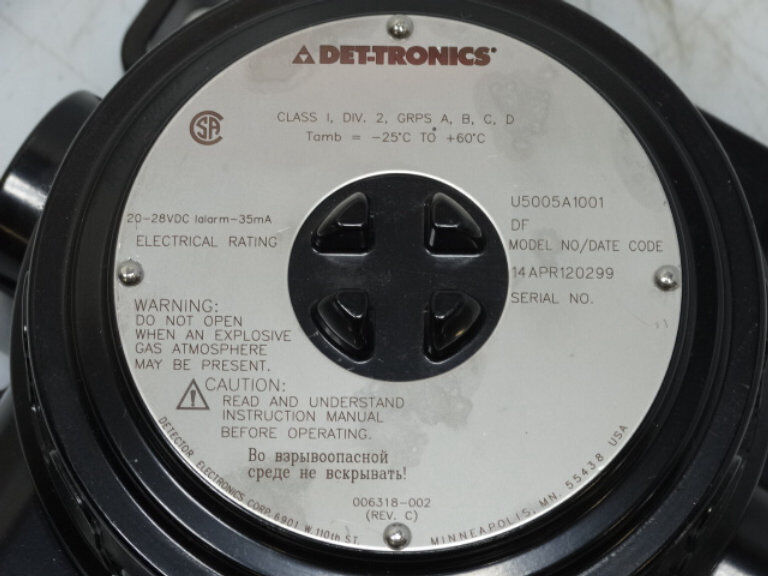 DET-TRONICS®
CLASS I, DIV. 2, GRPS A, B, C, D
Tamb = -25°C TO +60°C
CSA
20-28VDC Ialarm-35mA
ELECTRICAL RATING
U5005A1001
DF
MODEL NO/DATE CODE
14APR120299
SERIAL NO.
WARNING:
DO NOT OPEN
WHEN AN EXPLOSIVE
GAS ATMOSPHERE
MAY BE PRESENT.
CAUTION:
READ AND UNDERSTAND
INSTRUCTION MANUAL
BEFORE OPERATING.
Во взрывоопасной
среде не вскрывать!
006318-002
(REV. C)
DETECTOR ELECTRONICS CORP. 6901 W. 110th ST. MINNEAPOLIS, MN. 55438 USA